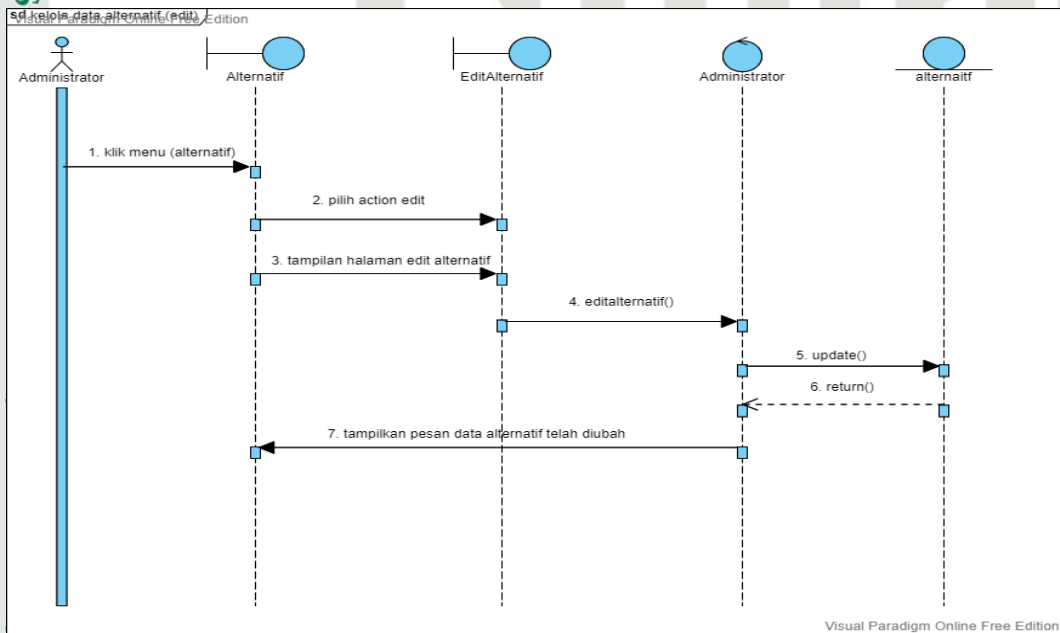 sd kelola data alternatif (edit)
Visual Paradigm Online Free Edition
Administrator
Alternatif
EditAlternatif
Administrator
alternaitf
1. klik menu (alternatif)
2. pilih action edit
3. tampilan halaman edit alternatif
4. editalternatif()
5. update()
6. return()
7. tampilkan pesan data alternatif telah diubah
Visual Paradigm Online Free Edition